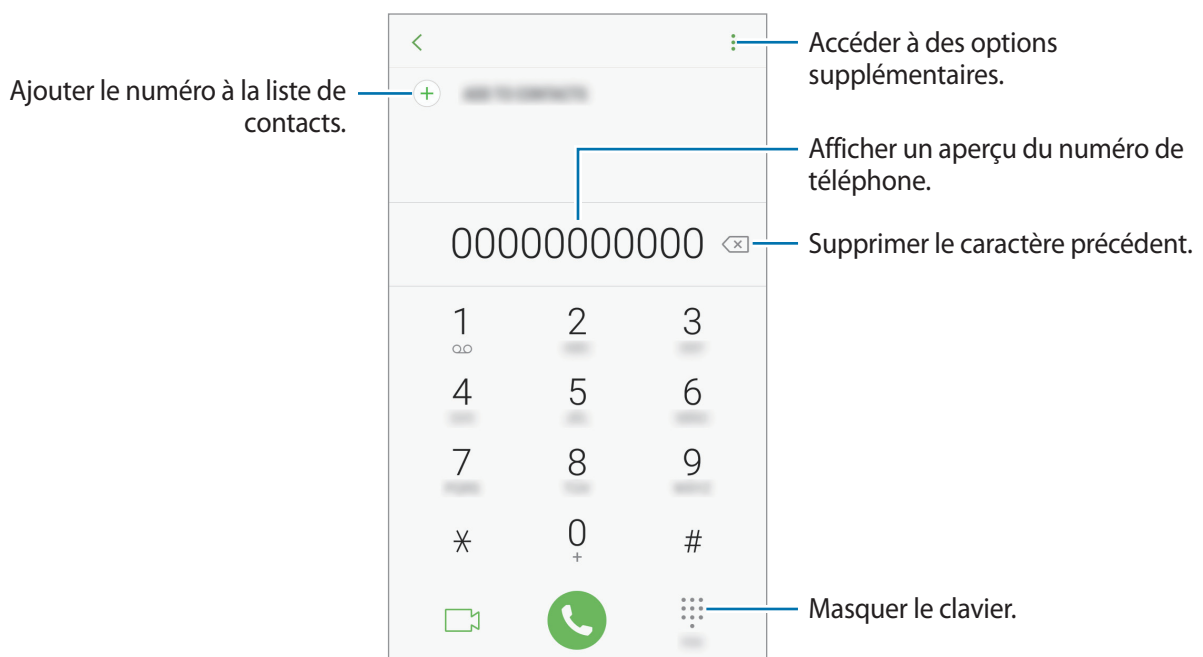 Accéder à des options
supplémentaires.
Ajouter le numéro à la liste de
contacts.
Afficher un aperçu du numéro de
téléphone.
00000000000
Supprimer le caractère précédent.
1 2 3
4 5 6
7 8 9
* 0 #
+
Masquer le clavier.